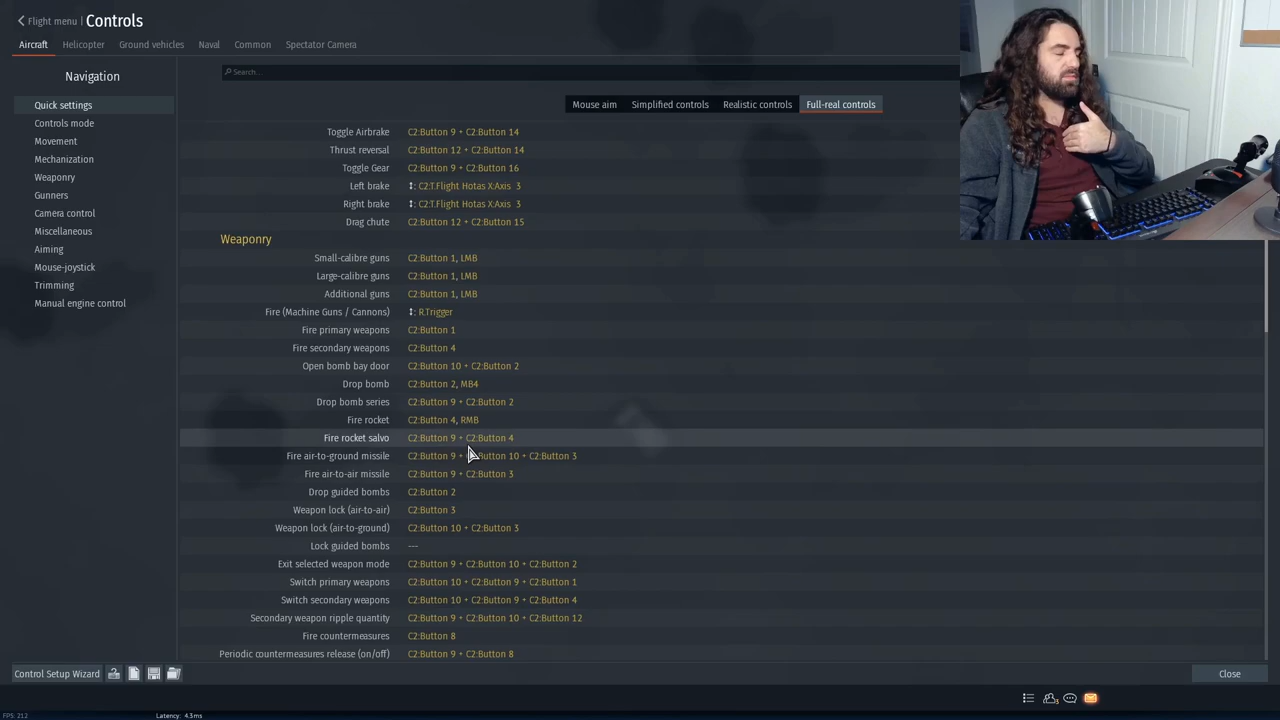 Flight menu | Controls
Aircraft Helicopter Ground vehicles Naval Common Spectator Camera
Navigation
Search...
Quick settings
Controls mode
Movement
Mechanization
Weaponry
Gunners
Camera control
Miscellaneous
Aiming
Mouse-joystick
Trimming
Manual engine control
Mouse aim Simplified controls Realistic controls Full-real controls
Toggle Airbrake C2:Button 9 + C2:Button 14
Thrust reversal C2:Button 12 + C2:Button 14
Toggle Gear C2:Button 9 + C2:Button 16
Left brake : C2:T.Flight Hotas X:Axis 3
Right brake : C2:T.Flight Hotas X:Axis 3
Drag chute C2:Button 12 + C2:Button 15
Weaponry
Small-calibre guns C2:Button 1, LMB
Large-calibre guns C2:Button 1, LMB
Additional guns C2:Button 1, LMB
Fire (Machine Guns / Cannons) : R.Trigger
Fire primary weapons C2:Button 1
Fire secondary weapons C2:Button 4
Open bomb bay door C2:Button 10 + C2:Button 2
Drop bomb C2:Button 2, MB4
Drop bomb series C2:Button 9 + C2:Button 2
Fire rocket C2:Button 4, RMB
Fire rocket salvo C2:Button 9 + C2:Button 4
Fire air-to-ground missile C2:Button 9 + C2:Button 10 + C2:Button 3
Fire air-to-air missile C2:Button 9 + C2:Button 3
Drop guided bombs C2:Button 2
Weapon lock (air-to-air) C2:Button 3
Weapon lock (air-to-ground) C2:Button 10 + C2:Button 3
Lock guided bombs ---
Exit selected weapon mode C2:Button 9 + C2:Button 10 + C2:Button 2
Switch primary weapons C2:Button 10 + C2:Button 9 + C2:Button 1
Switch secondary weapons C2:Button 10 + C2:Button 9 + C2:Button 4
Secondary weapon ripple quantity C2:Button 9 + C2:Button 10 + C2:Button 12
Fire countermeasures C2:Button 8
Periodic countermeasures release (on/off) C2:Button 9 + C2:Button 8
Control Setup Wizard
Close
3
FPS: 212 Latency: 4.3ms